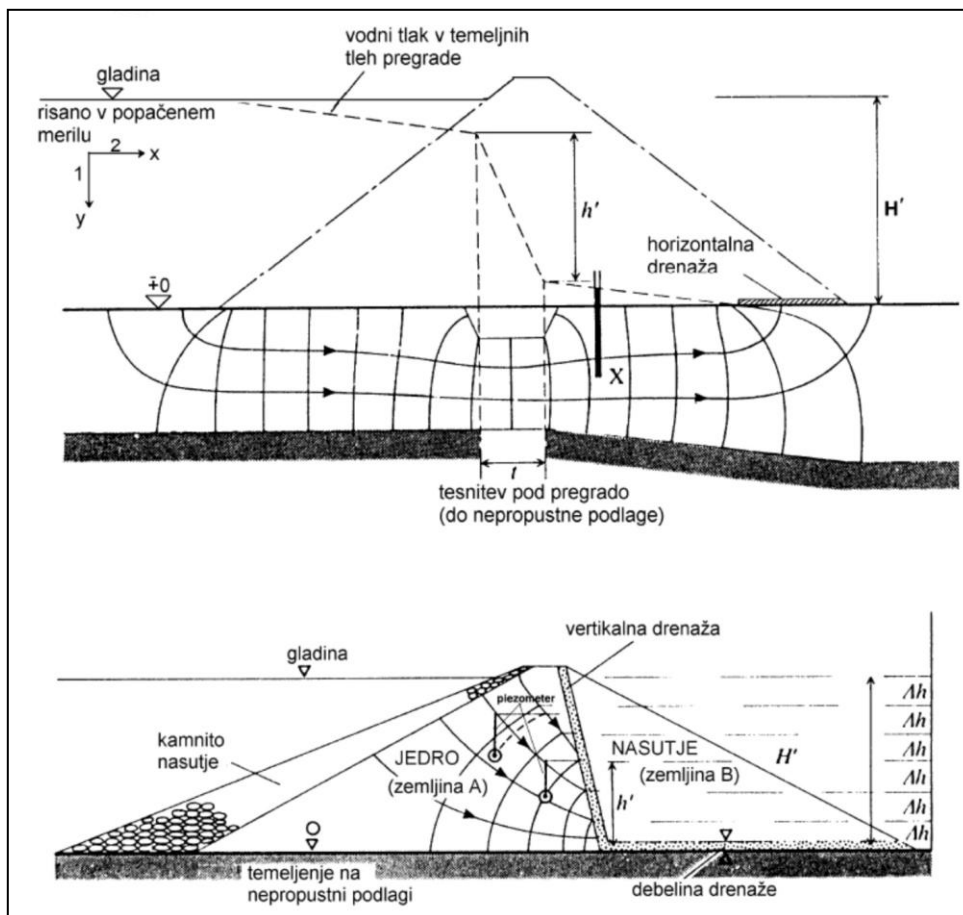 vodni tlak v temeljnih
tleh pregrade
gladina
risano v popačenem
merilu
2
x
1
y
h'
H'
horizontalna
drenaža
±0
X
t
tesnitev pod pregrado
(do nepropustne podlage)
vertikalna drenaža
gladina
piezometer
Δh
Δh
kamnito
nasutje
JEDRO
(zemljina A)
NASUTJE
(zemljina B)
H'
Δh
Δh
h'
Δh
Δh
O
temeljenje na
nepropustni podlagi
debelina drenaže